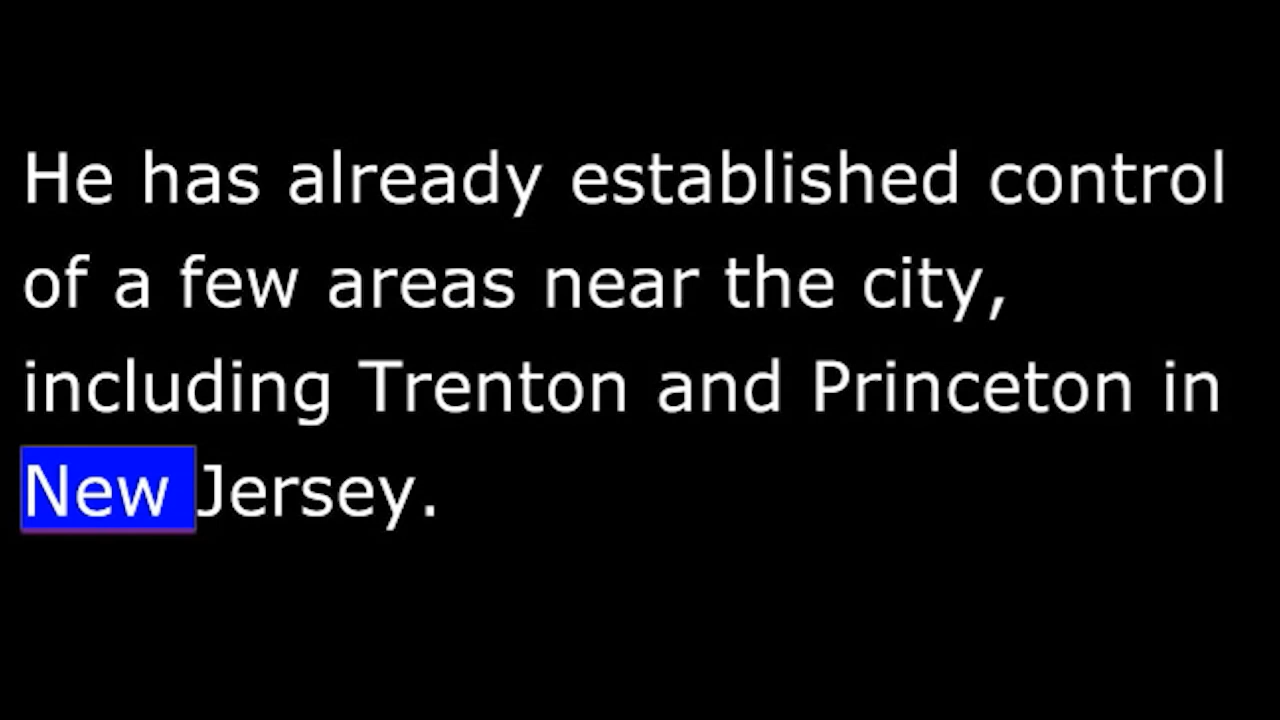 He has already established control
of a few areas near the city,
including Trenton and Princeton in
New Jersey.